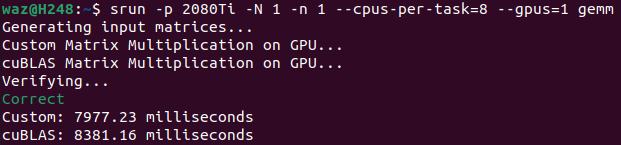 waz@H248:~$ srun -p 2080Ti -N 1 -n 1 --cpus-per-task=8 --gpus=1 gemm
Generating input matrices...
Custom Matrix Multiplication on GPU...
cuBLAS Matrix Multiplication on GPU...
Verifying...
Correct
Custom: 7977.23 milliseconds
cuBLAS: 8381.16 milliseconds